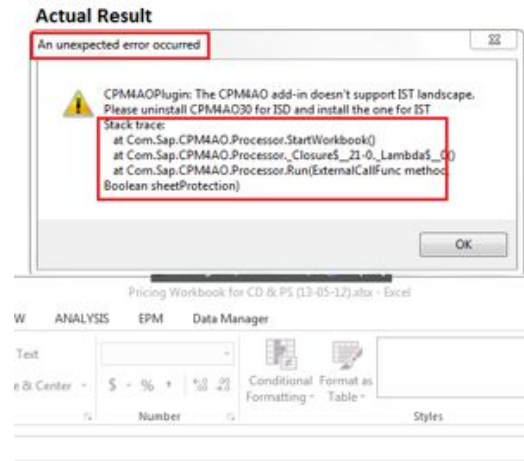 Actual Result
An unexpected error occurred
CPM4AOPlugin: The CPM4AO add-in doesn't support IST landscape.
Please uninstall CPM4AO30 for ISD and install the one for IST
Stack trace:
at Com.Sap.CPM4AO.Processor.StartWorkbook()
at Com.Sap.CPM4AO.Processor._Closure$__21-0._Lambda$__0()
at Com.Sap.CPM4AO.Processor.Run(ExternalCallFunc method,
Boolean sheetProtection)
OK
Pricing Workbook for CD & PS (13-05-12).xlsx - Excel
W ANALYSIS EPM Data Manager
Text
e & Center
$ - % ,
Conditional Format as
Formatting Table
Number
Styles